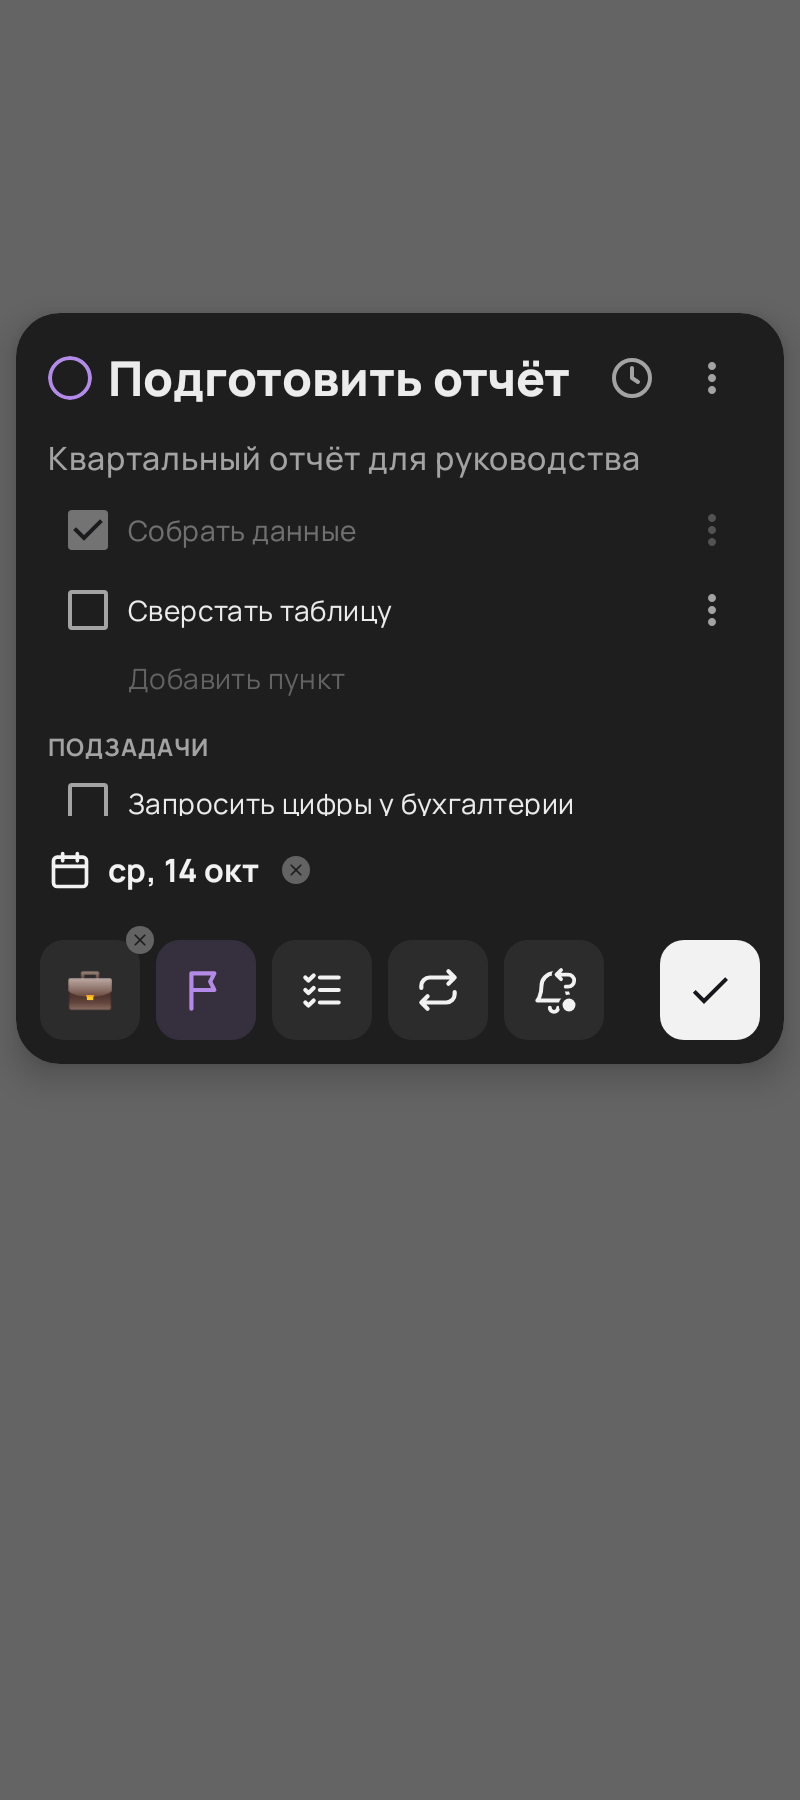 Подготовить отчёт
Квартальный отчёт для руководства
Собрать данные
Сверстать таблицу
Добавить пункт
ПОДЗАДАЧИ
Запросить цифры у бухгалтерии
ср, 14 окт